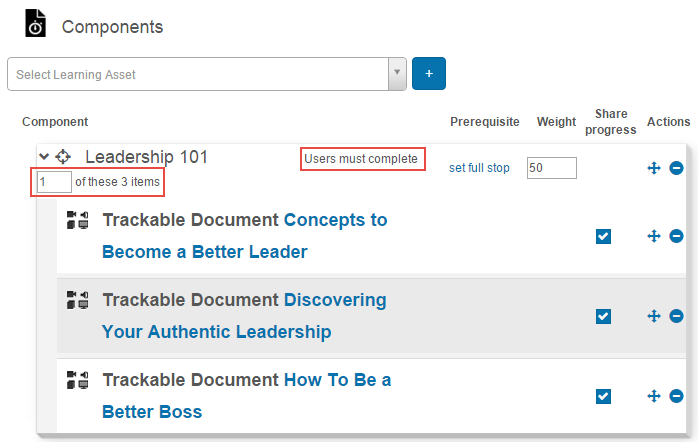 Components
Select Learning Asset
+
Component Prerequisite Weight Share progress Actions
Leadership 101 Users must complete set full stop 50
1 of these 3 items
Trackable Document Concepts to
Become a Better Leader
Trackable Document Discovering
Your Authentic Leadership
Trackable Document How To Be a
Better Boss